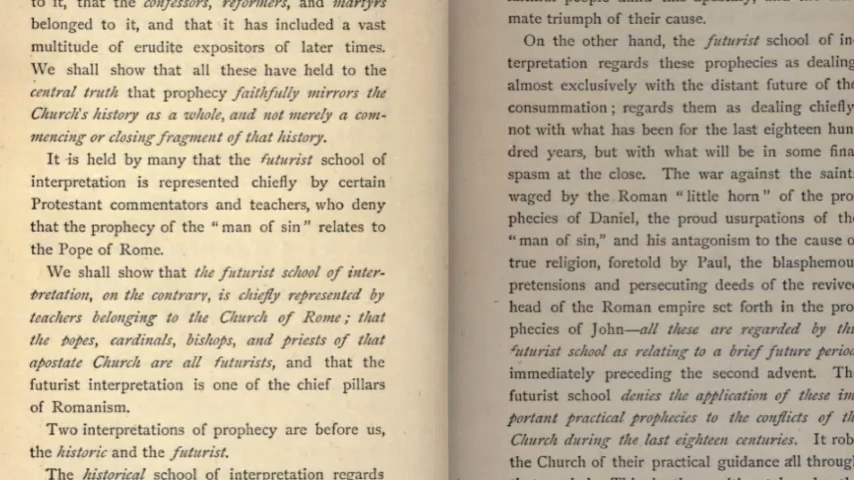 to it, that the confessors, reformers, and martyrs
belonged to it, and that it has included a vast
multitude of erudite expositors of later times.
We shall show that all these have held to the
central truth that prophecy faithfully mirrors the
Church's history as a whole, and not merely a com-
mencing or closing fragment of that history.
It is held by many that the futurist school of
interpretation is represented chiefly by certain
Protestant commentators and teachers, who deny
that the prophecy of the "man of sin" relates to
the Pope of Rome.
We shall show that the futurist school of inter-
pretation, on the contrary, is chiefly represented by
teachers belonging to the Church of Rome; that
the popes, cardinals, bishops, and priests of that
apostate Church are all futurists, and that the
futurist interpretation is one of the chief pillars
of Romanism.
Two interpretations of prophecy are before us,
the historic and the futurist.
The historical school of interpretation regards
mate triumph of their cause.
On the other hand, the futurist school of in-
terpretation regards these prophecies as dealing
almost exclusively with the distant future of the
consummation; regards them as dealing chiefly
not with what has been for the last eighteen hun
dred years, but with what will be in some fina
spasm at the close. The war against the saint
waged by the Roman "little horn" of the pro
phecies of Daniel, the proud usurpations of the
"man of sin," and his antagonism to the cause o
true religion, foretold by Paul, the blasphemou
pretensions and persecuting deeds of the revive
head of the Roman empire set forth in the pro
phecies of John—all these are regarded by the
futurist school as relating to a brief future period
immediately preceding the second advent. Th
futurist school denies the application of these im
portant practical prophecies to the conflicts of th
Church during the last eighteen centuries. It rob
the Church of their practical guidance all through